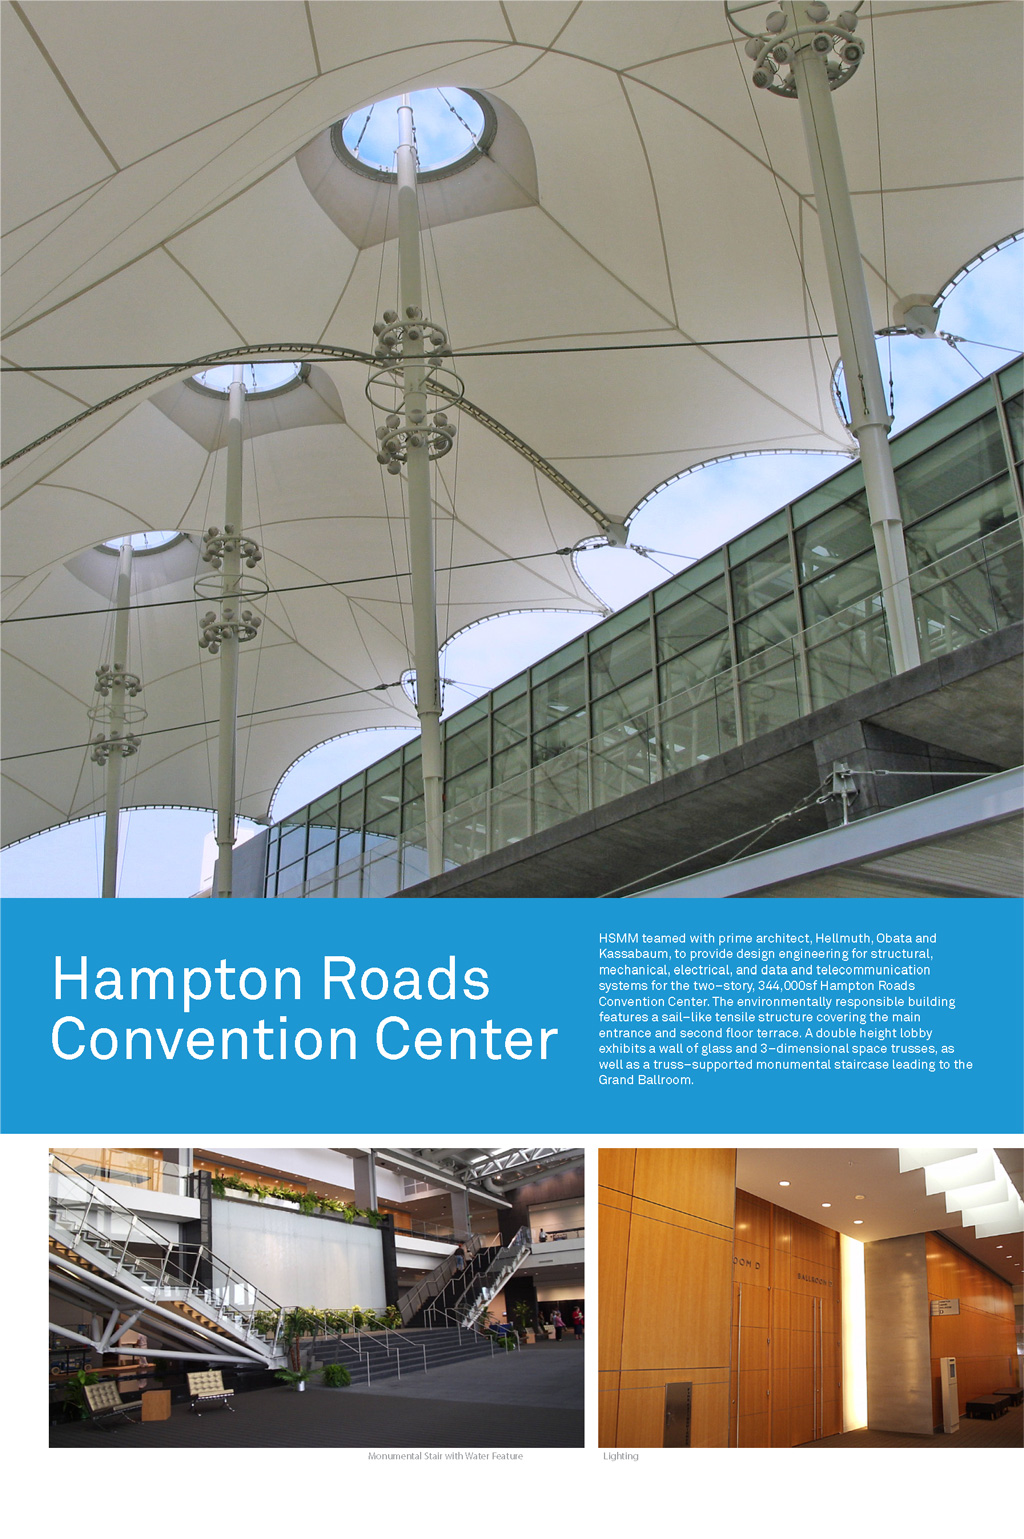 Hampton Roads
Convention Center
HSMM teamed with prime architect, Hellmuth, Obata and
Kassabaum, to provide design engineering for structural,
mechanical, electrical, and data and telecommunication
systems for the two–story, 344,000sf Hampton Roads
Convention Center. The environmentally responsible building
features a sail–like tensile structure covering the main
entrance and second floor terrace. A double height lobby
exhibits a wall of glass and 3–dimensional space trusses, as
well as a truss–supported monumental staircase leading to the
Grand Ballroom.
OOM D
BALLROOM D
Monumental Stair with Water Feature
Lighting